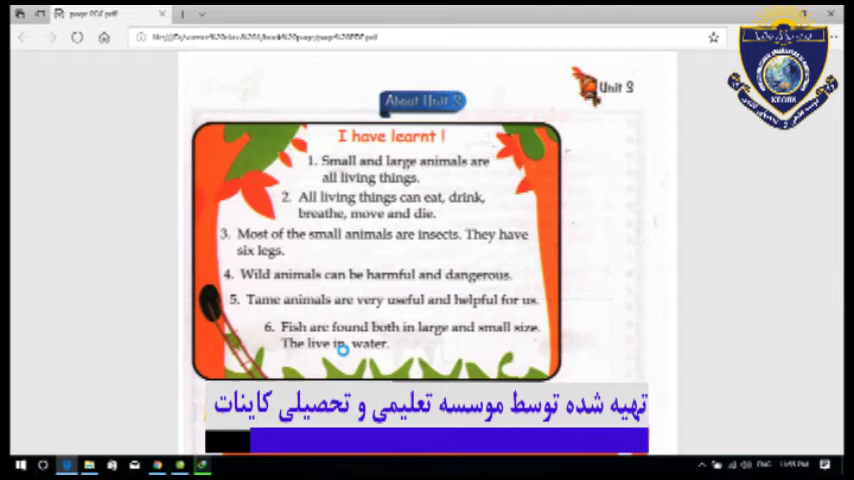 page PDF.pdf
Unit 3
About Unit 3
I have learnt !
1. Small and large animals are
all living things.
2. All living things can eat, drink,
breathe, move and die.
3. Most of the small animals are insects. They have
six legs.
4. Wild animals can be harmful and dangerous.
5. Tame animals are very useful and helpful for us.
6. Fish are found both in large and small size.
The live in water.
تهیه شده توسط موسسه تعلیمی و تحصیلی کاینات
ENG